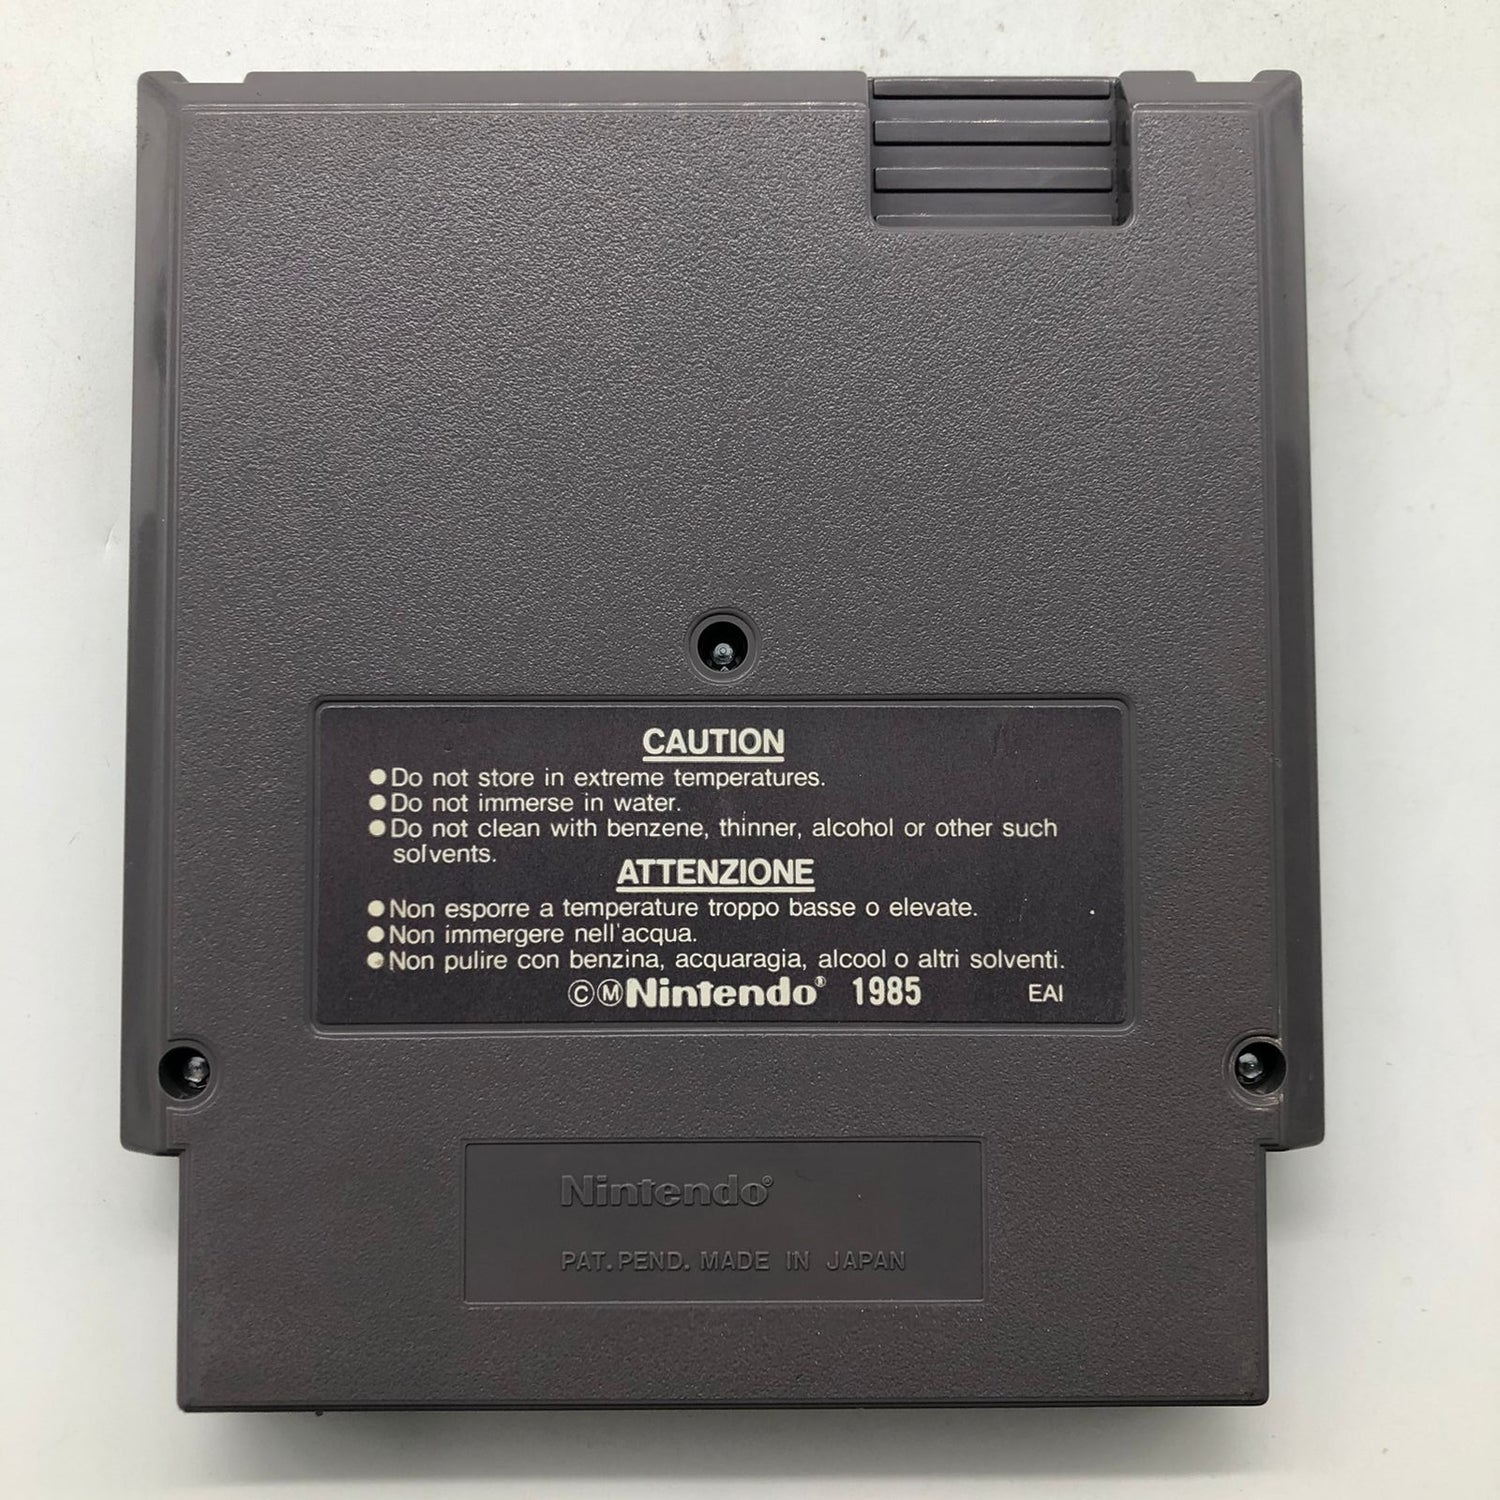 CAUTION
●Do not store in extreme temperatures.
●Do not immerse in water.
●Do not clean with benzene, thinner, alcohol or other such
solvents.
ATTENZIONE
●Non esporre a temperature troppo basse o elevate.
●Non immergere nell'acqua.
●Non pulire con benzina, acquaragia, alcool o altri solventi.
ⒸⓂNintendo® 1985 EAI
Nintendo®
PAT. PEND. MADE IN JAPAN